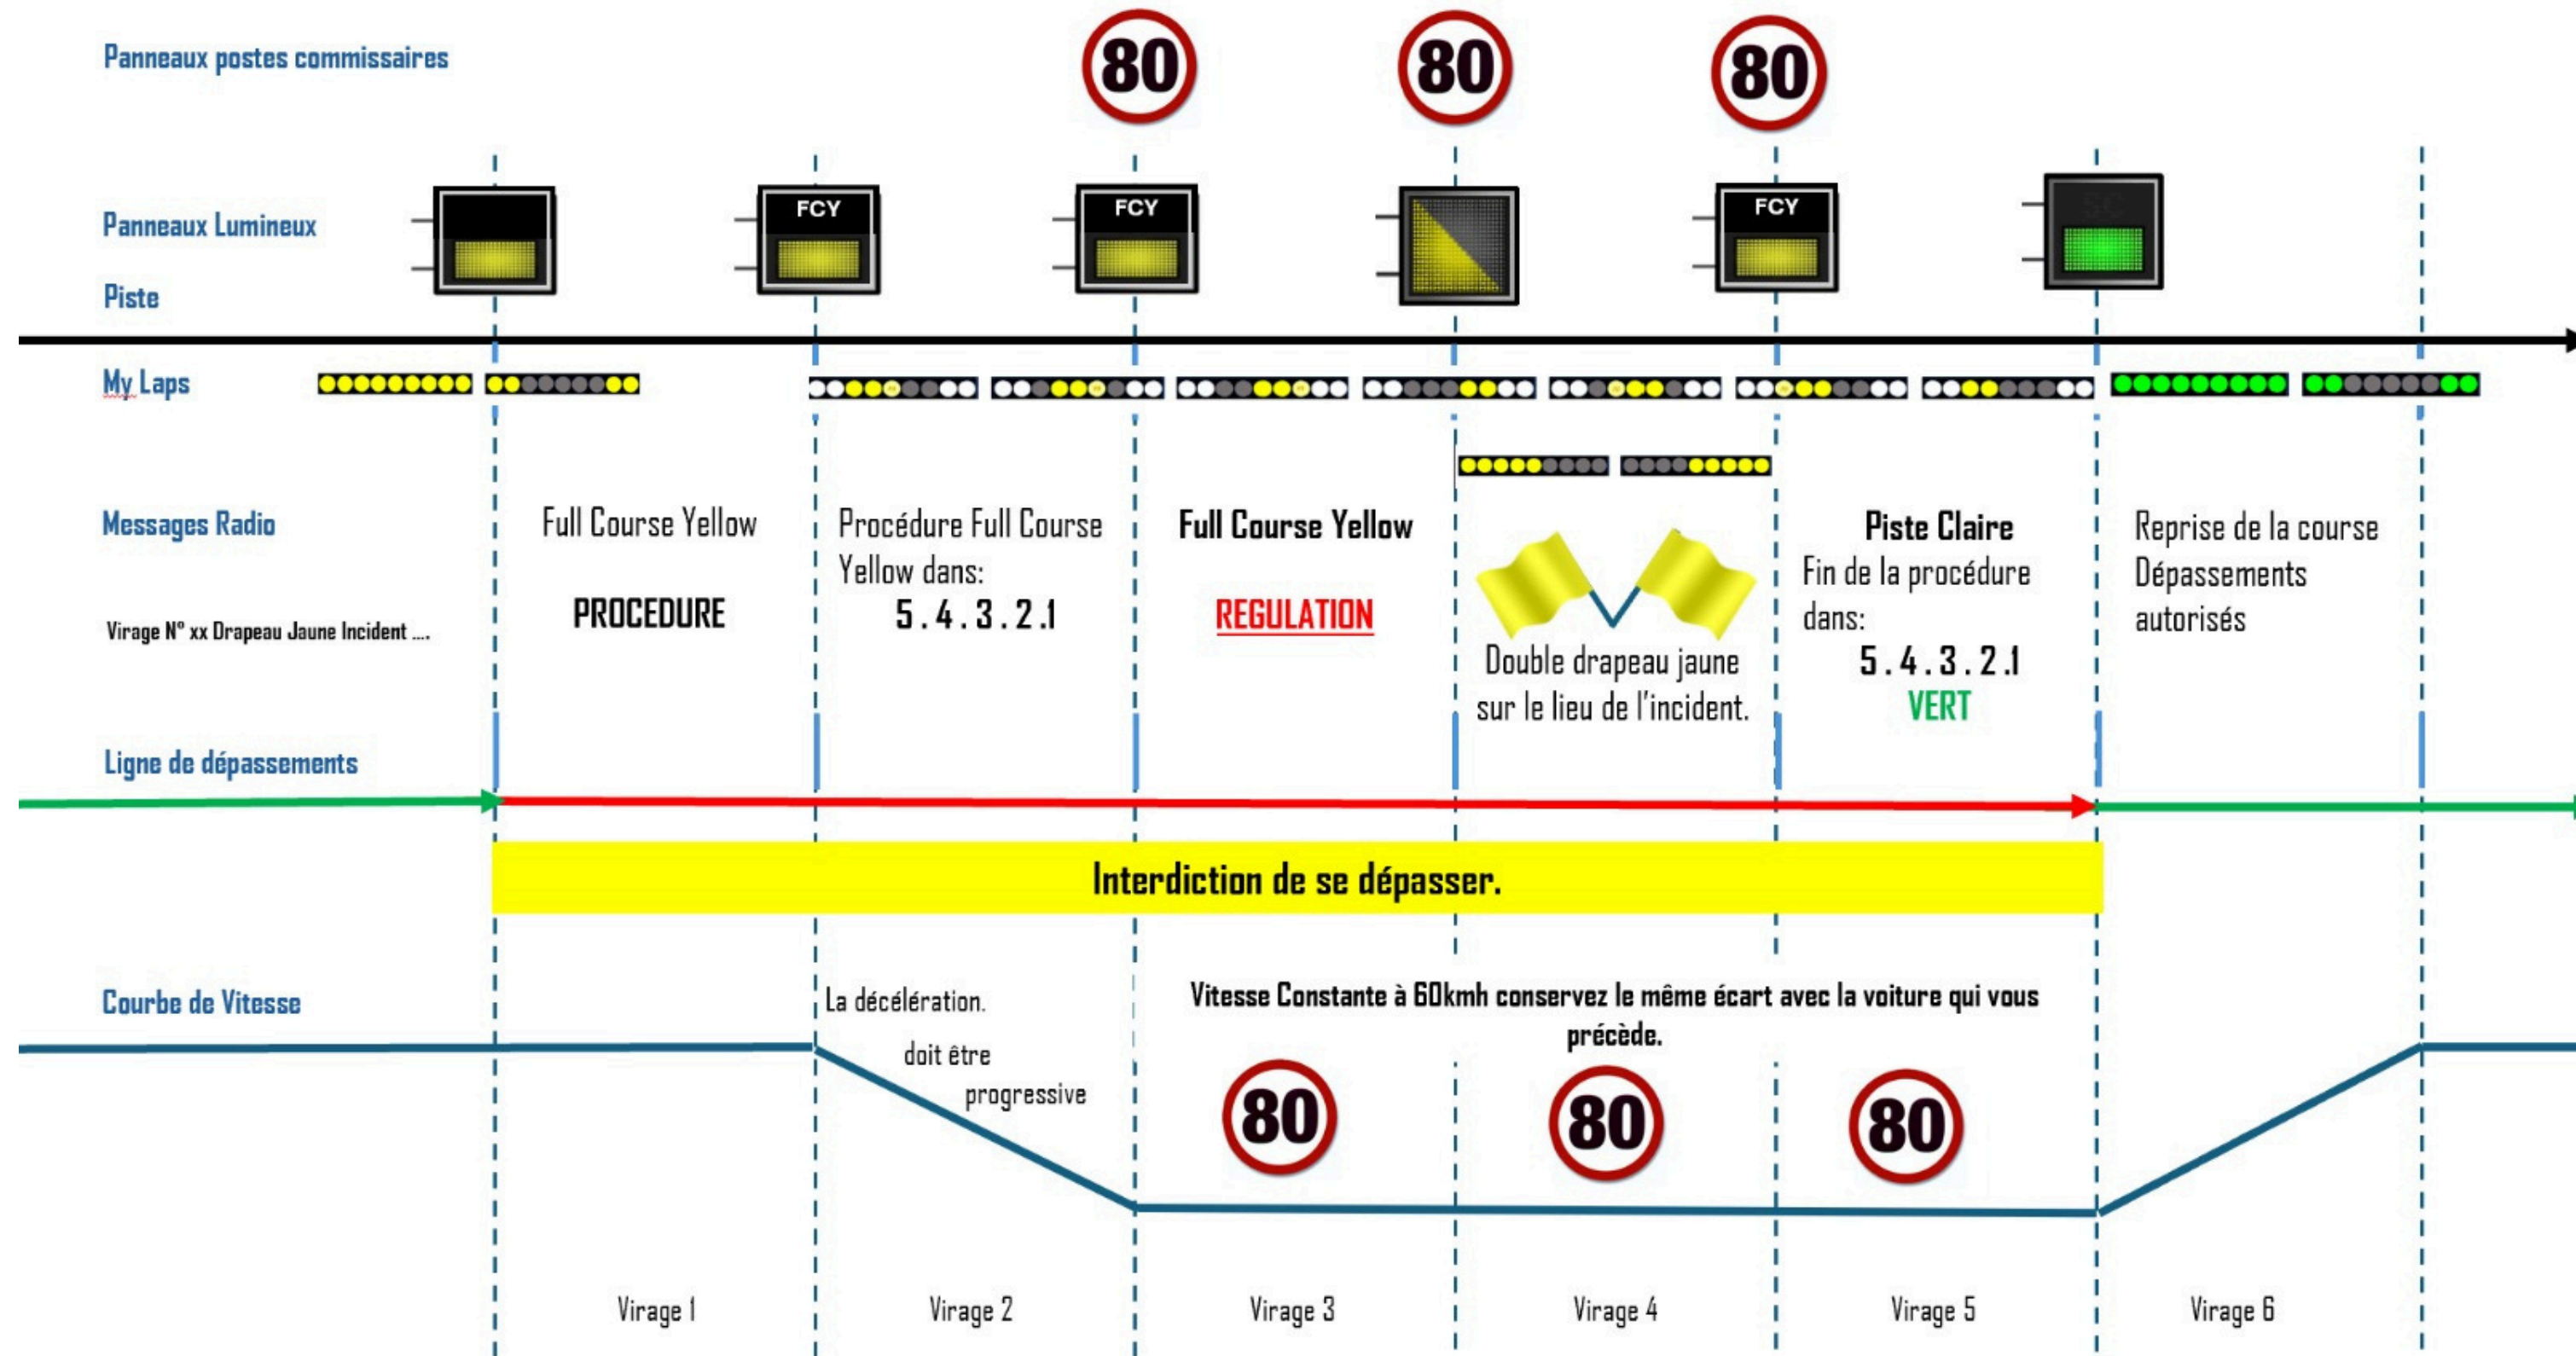 Panneaux postes commissaires
80
80
80
Panneaux Lumineux
FCY
FCY
FCY
Piste
My Laps
Messages Radio
Virage N° xx Drapeau Jaune Incident ....
Full Course Yellow
PROCEDURE
Procédure Full Course
Yellow dans:
5 . 4 . 3 . 2 .1
Full Course Yellow
REGULATION
Double drapeau jaune
sur le lieu de l'incident.
Piste Claire
Fin de la procédure
dans:
5 . 4 . 3 . 2 .1
VERT
Reprise de la course
Dépassements
autorisés
Ligne de dépassements
Interdiction de se dépasser.
Courbe de Vitesse
La décélération.
doit être
progressive
Vitesse Constante à 60kmh conservez le même écart avec la voiture qui vous
précède.
80
80
80
Virage 1
Virage 2
Virage 3
Virage 4
Virage 5
Virage 6